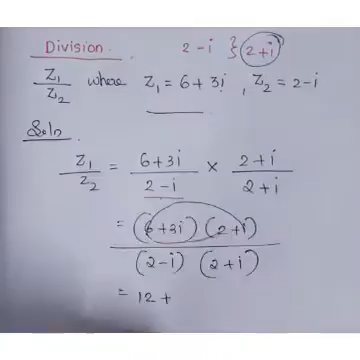 Division. 2-i } 2+i
Z₁/Z₂ where Z₁ = 6+3i, Z₂ = 2-i
Soln
Z₁/Z₂ = (6+3i)/(2-i) × (2+i)/(2+i)
= (6+3i)(2+i)/(2-i)(2+i)
= 12+